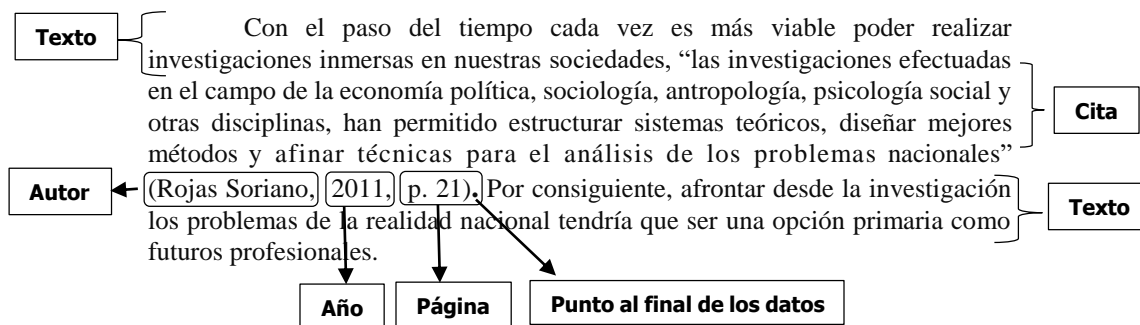 Texto
Con el paso del tiempo cada vez es más viable poder realizar
investigaciones inmersas en nuestras sociedades, “las investigaciones efectuadas
en el campo de la economía política, sociología, antropología, psicología social y
otras disciplinas, han permitido estructurar sistemas teóricos, diseñar mejores
métodos y afinar técnicas para el análisis de los problemas nacionales”
Cita
Autor
(Rojas Soriano, 2011, p. 21). Por consiguiente, afrontar desde la investigación
los problemas de la realidad nacional tendría que ser una opción primaria como
futuros profesionales.
Texto
Año
Página
Punto al final de los datos